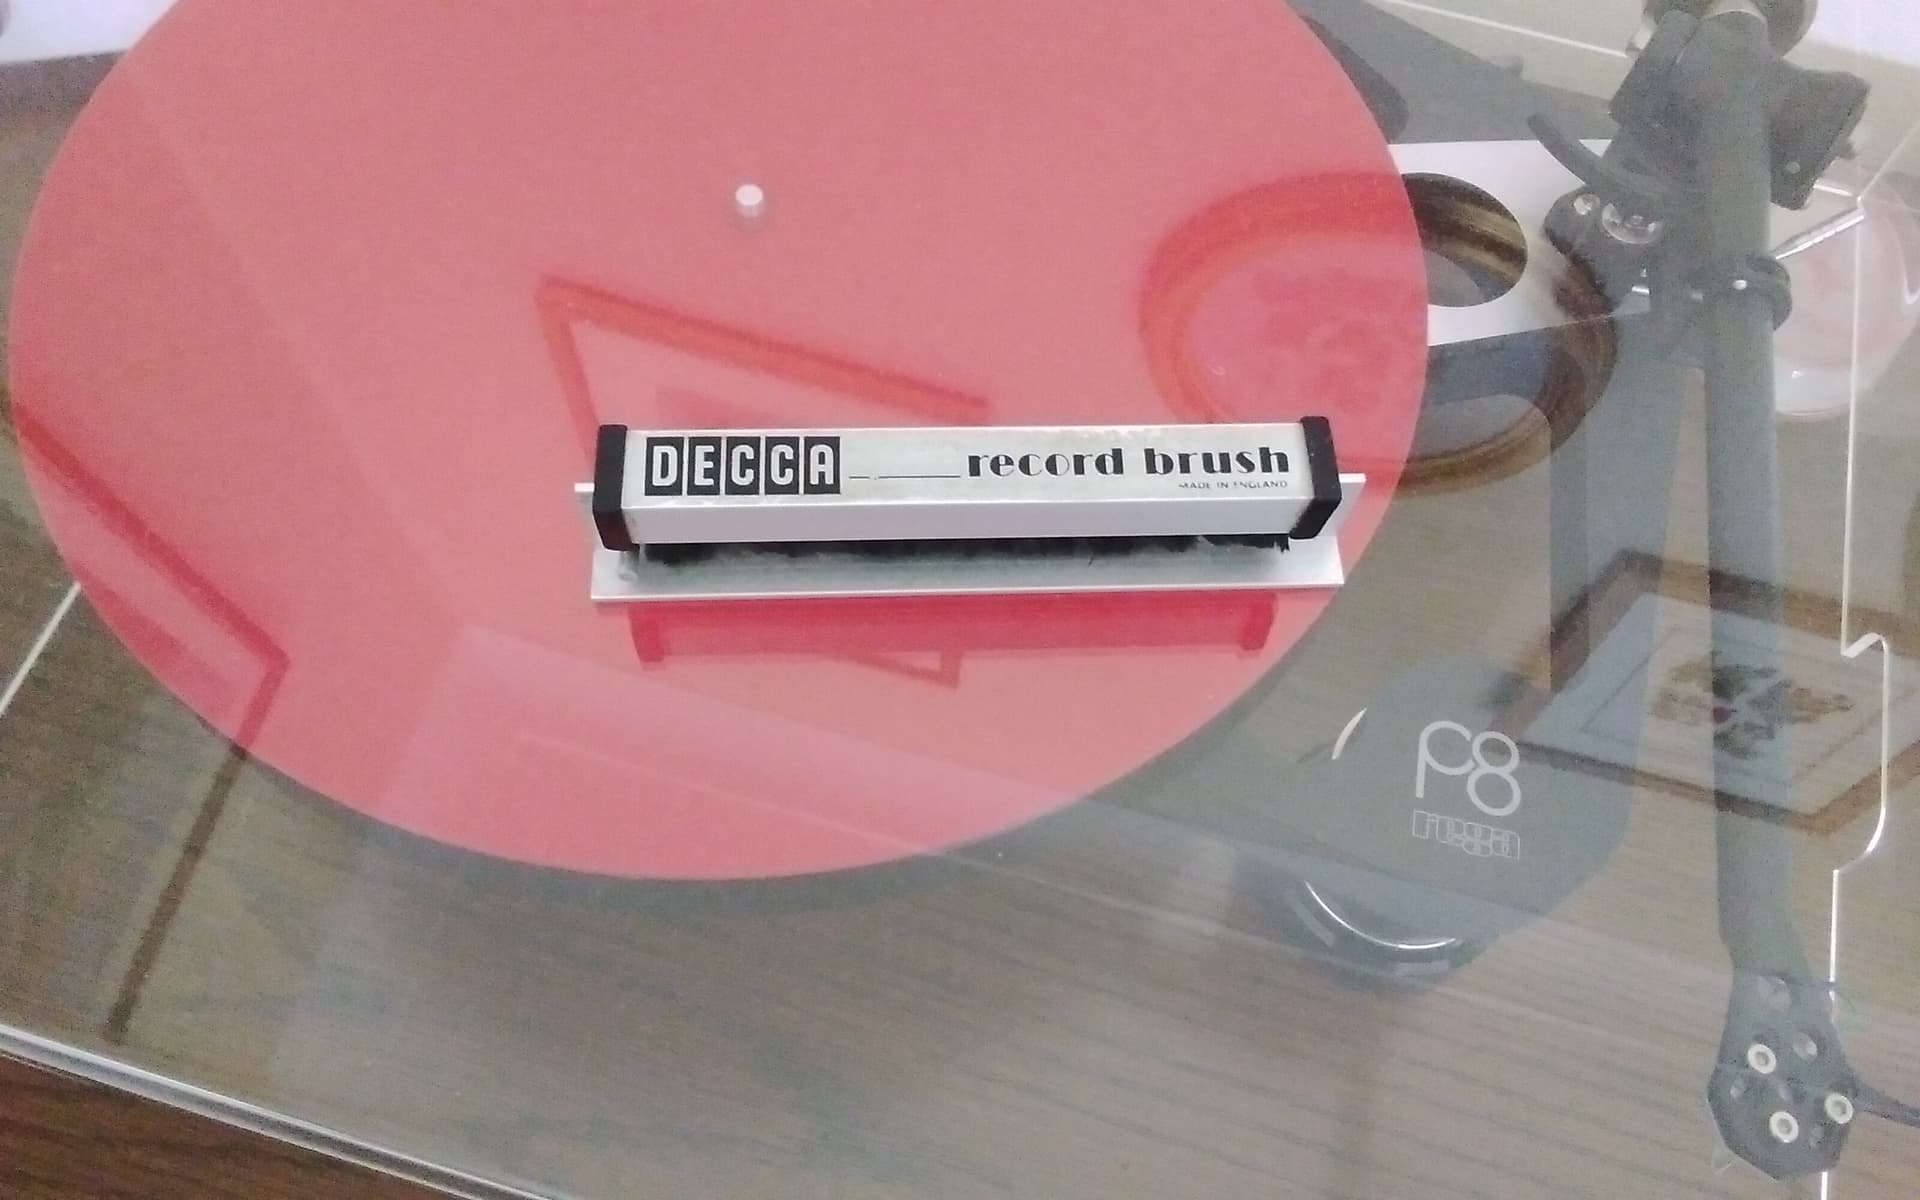 DECCA record brush
MADE IN ENGLAND
P8
rega